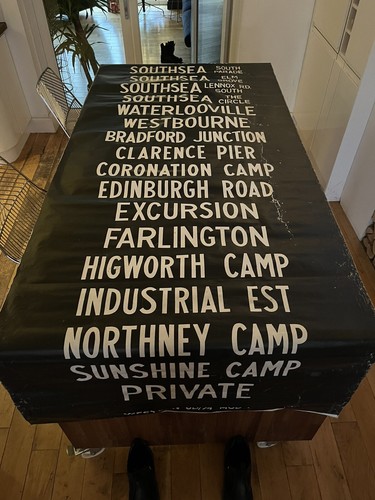 SOUTHSEA SOUTH PARADE
SOUTHSEA ELM GROVE
SOUTHSEA LENNOX RD SOUTH
SOUTHSEA THE CIRCLE
WATERLOOVILLE
WESTBOURNE
BRADFORD JUNCTION
CLARENCE PIER
CORONATION CAMP
EDINBURGH ROAD
EXCURSION
FARLINGTON
HIGWORTH CAMP
INDUSTRIAL EST
NORTHNEY CAMP
SUNSHINE CAMP
PRIVATE